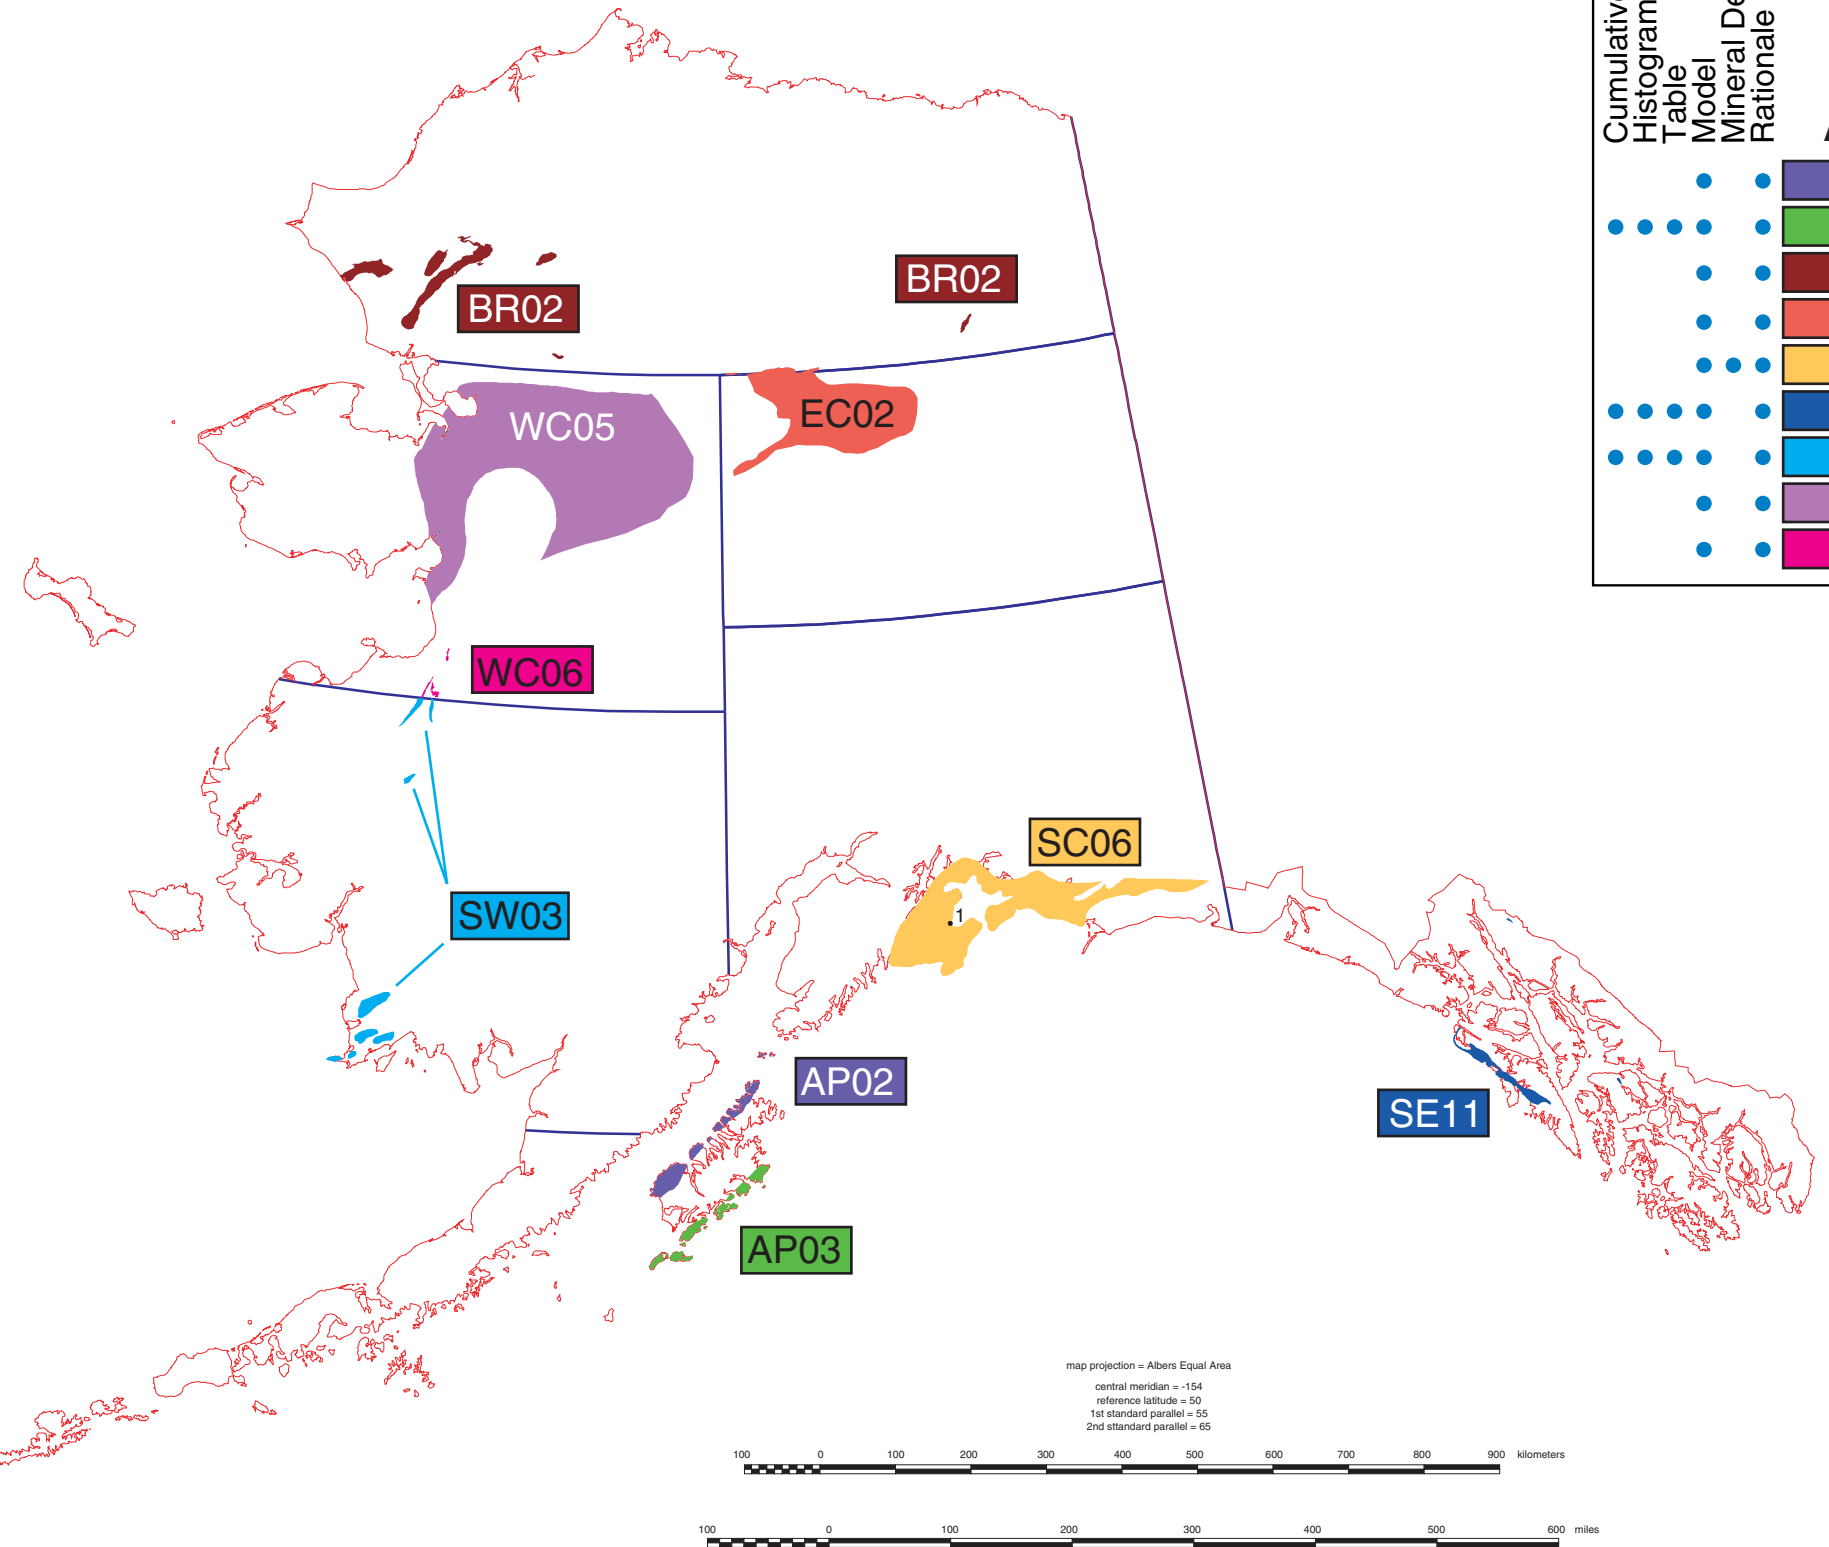 Cumulative
Histogram
Table
Model
Mineral De
Rationale
BR02
BR02
WC05
EC02
WC06
SC06
1
SW03
AP02
SE11
AP03
map projection = Albers Equal Area
central meridian = -154
reference latitude = 50
1st standard parallel = 55
2nd sttandard parallel = 65
100 0 100 200 300 400 500 600 700 800 900 kilometers
100 0 100 200 300 400 500 600 miles